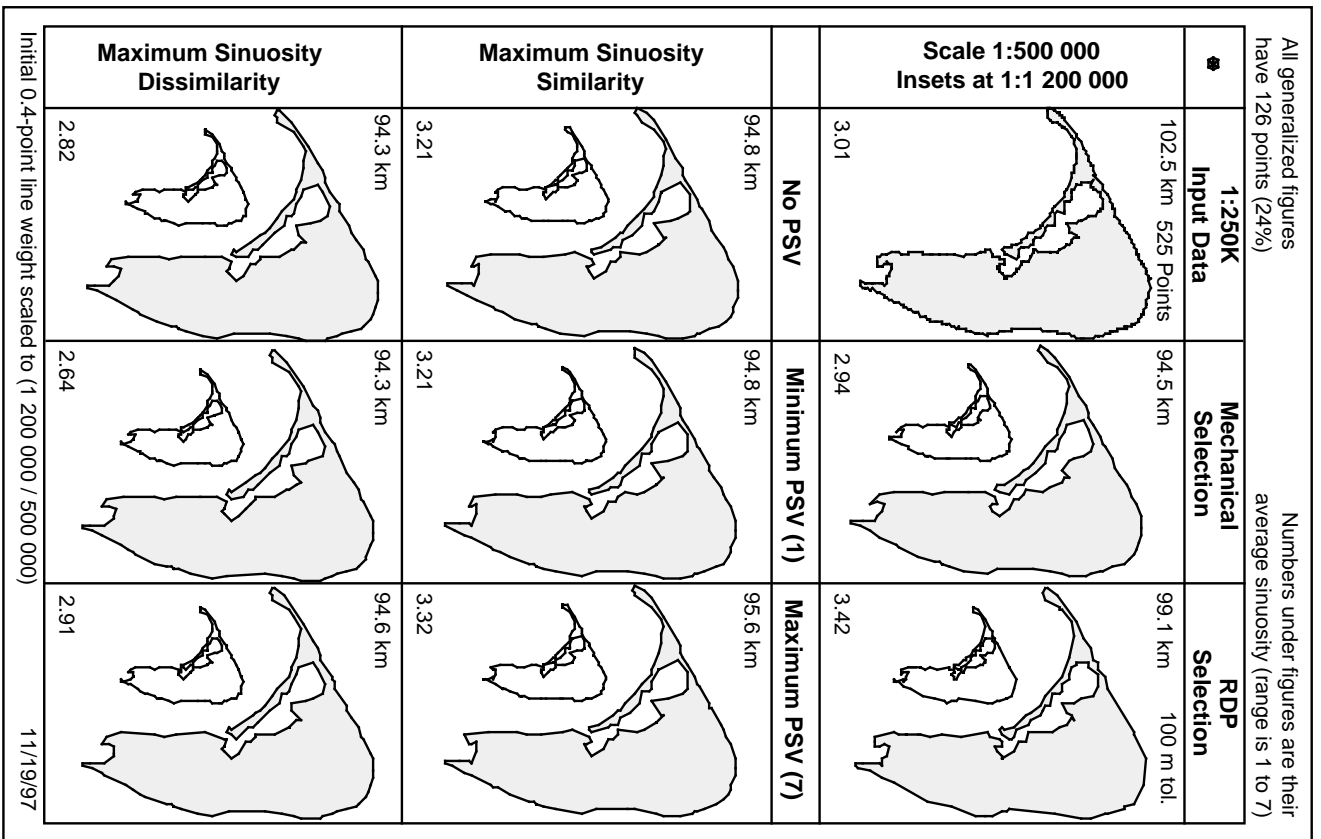 All generalized figures
have 126 points (24%)
Numbers under figures are their
average sinuosity (range is 1 to 7)
1:250K
Input Data
Mechanical
Selection
RDP
Selection
Scale 1:500 000
Insets at 1:1 200 000
102.5 km 525 Points
3.01
94.5 km
2.94
99.1 km 100 m tol.
3.42
No PSV
Minimum PSV (1)
Maximum PSV (7)
Maximum Sinuosity
Similarity
94.8 km
3.21
94.8 km
3.21
95.6 km
3.32
Maximum Sinuosity
Dissimilarity
94.3 km
2.82
94.3 km
2.64
94.6 km
2.91
Initial 0.4-point line weight scaled to (1 200 000 / 500 000)
11/19/97